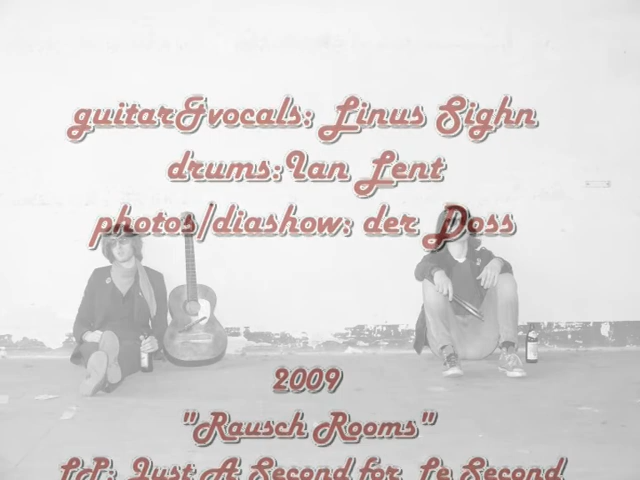 guitar&vocals: Linus Sighn
drums: Ian Lent
photos/diashow: der Doss
2009
"Rausch Rooms"
LP: Just A Second for Le Second